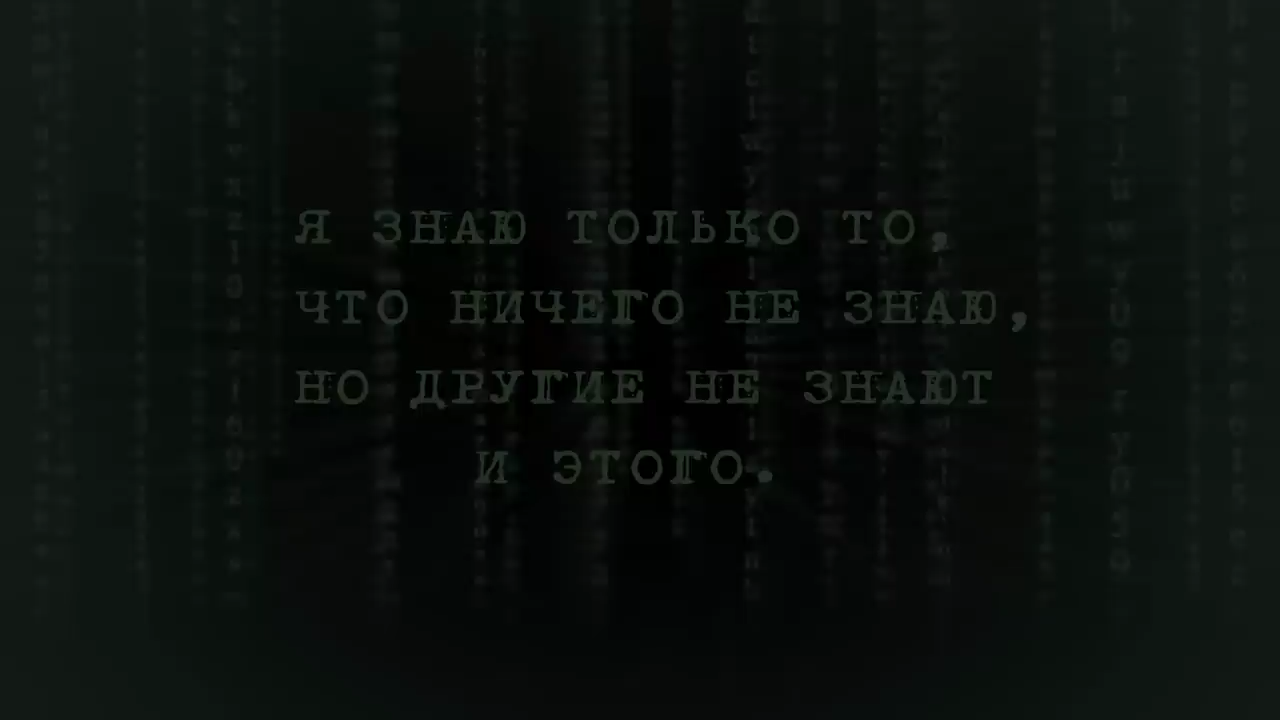 Я ЗНАЮ ТОЛЬКО ТО,
ЧТО НИЧЕГО НЕ ЗНАЮ,
НО ДРУГИЕ НЕ ЗНАЮТ
И ЭТОГО.